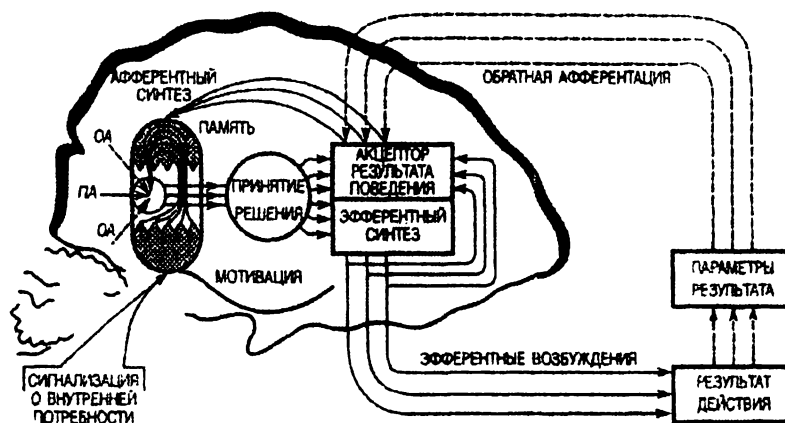 АФФЕРЕНТНЫЙ
СИНТЕЗ
ОБРАТНАЯ АФФЕРЕНТАЦИЯ
ОА
ПАМЯТЬ
ПА
ОА
ПРИНЯТИЕ
РЕШЕНИЯ
АКЦЕПТОР
РЕЗУЛЬТАТА
ПОВЕДЕНИЯ
ЭФФЕРЕНТНЫЙ
СИНТЕЗ
МОТИВАЦИЯ
ПАРАМЕТРЫ
РЕЗУЛЬТАТА
ЭФФЕРЕНТНЫЕ ВОЗБУЖДЕНИЯ
СИГНАЛИЗАЦИЯ
О ВНУТРЕННЕЙ
ПОТРЕБНОСТИ
РЕЗУЛЬТАТ
ДЕЙСТВИЯ